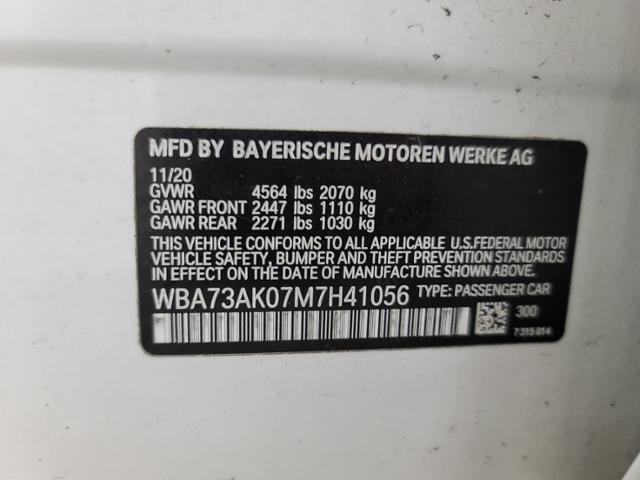 MFD BY BAYERISCHE MOTOREN WERKE AG
11/20
GVWR 4564 lbs 2070 kg
GAWR FRONT 2447 lbs 1110 kg
GAWR REAR 2271 lbs 1030 kg
THIS VEHICLE CONFORMS TO ALL APPLICABLE U.S.FEDERAL MOTOR
VEHICLE SAFETY, BUMPER AND THEFT PREVENTION STANDARDS
IN EFFECT ON THE DATE OF MANUFACTURE SHOWN ABOVE.
WBA73AK07M7H41056 TYPE: PASSENGER CAR
300
7315014